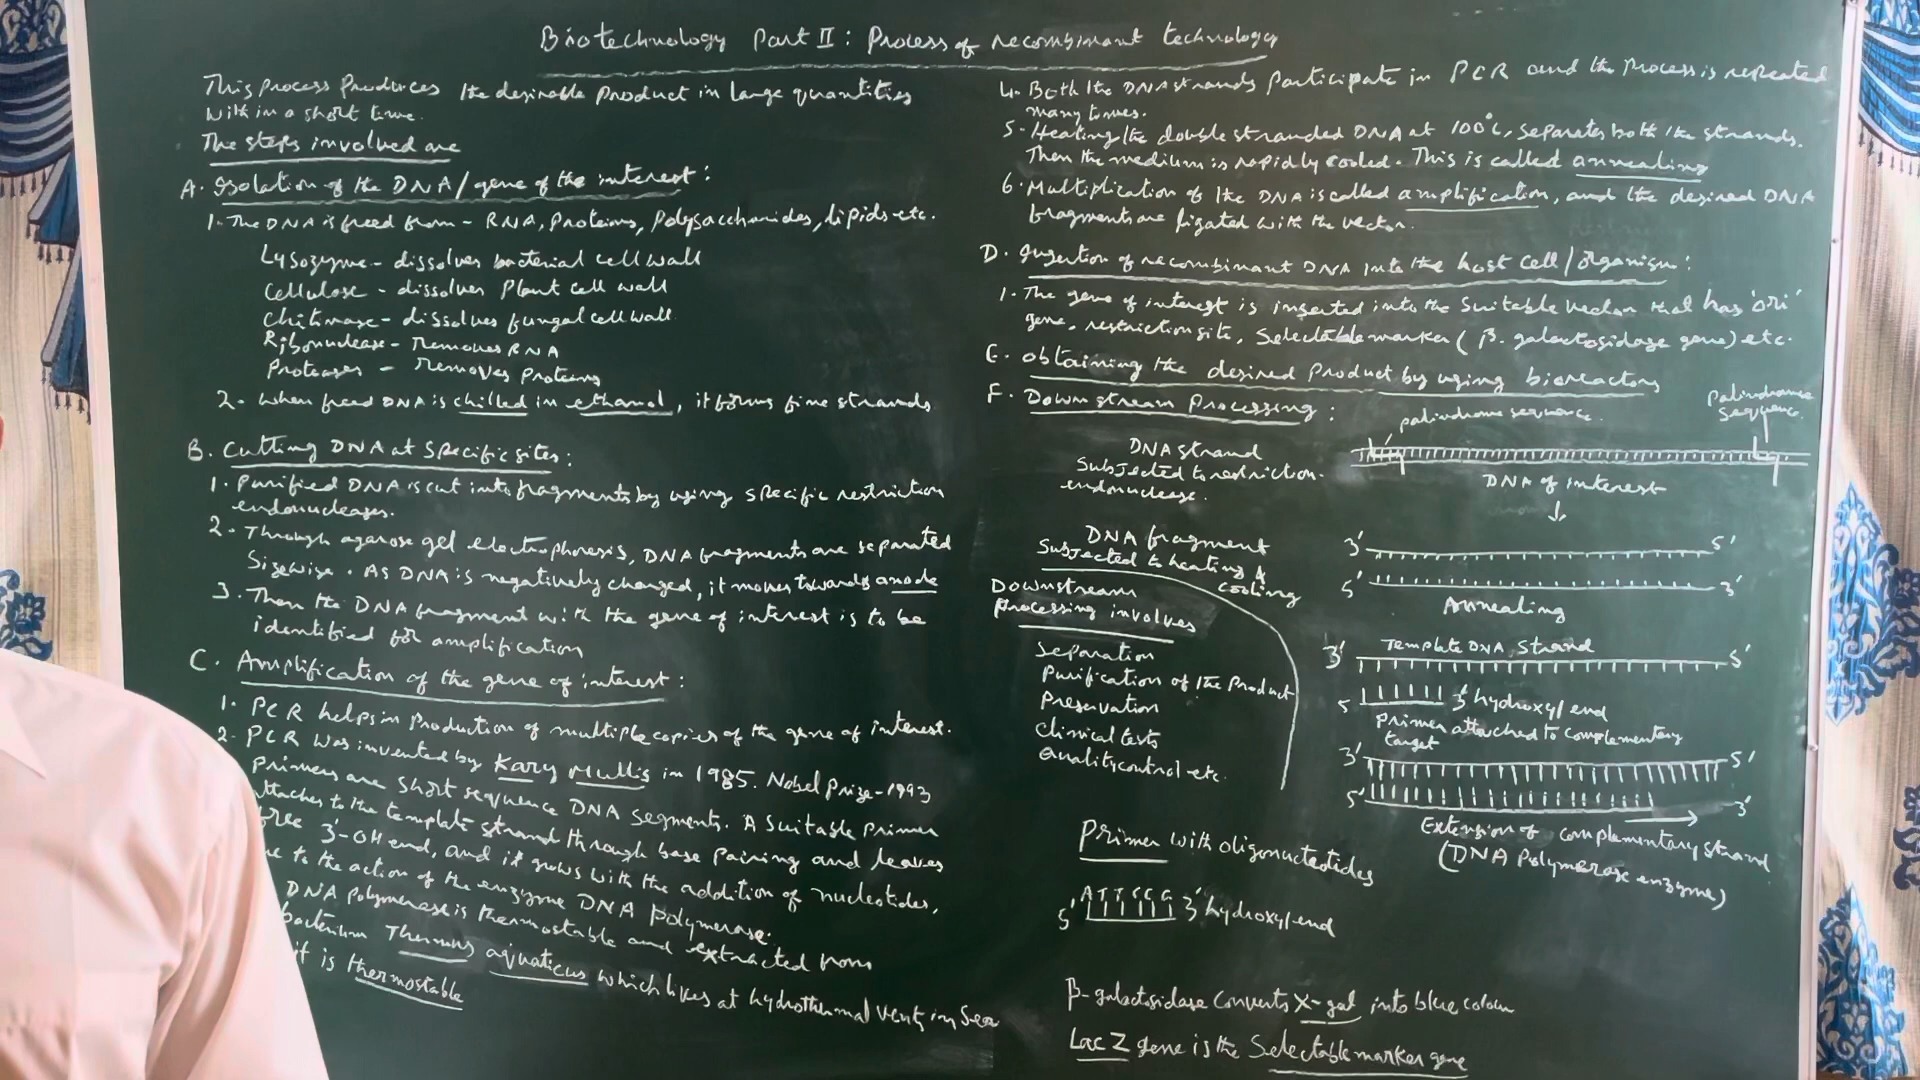 Biotechnology Part II : Process of recombinant technology
This process produces the desirable product in large quantities
within a short time.
The steps involved are
A. Isolation of the DNA/gene of the interest :
1. The DNA is freed from - RNA, Proteins, Polysaccharides, lipids etc.
Lysozyme - dissolves bacterial cell wall
Cellulose - dissolves Plant cell wall
Chitinase - dissolves fungal cell wall.
Ribonuclease - removes RNA
Proteases - removes proteins
2. When freed DNA is chilled in ethanol, it forms fine strands
B. Cutting DNA at specific sites :
1. Purified DNA is cut into fragments by using specific restriction
endonucleases.
2. Through agarose gel electrophoresis, DNA fragments are separated
sizewise. As DNA is negatively charged, it moves towards anode
3. Then the DNA fragment with the gene of interest is to be
identified for amplification
C. Amplification of the gene of interest :
1. PCR helps in production of multiple copies of the gene of interest.
2. PCR was invented by Kary Mullis in 1985. Nobel prize - 1993
Primers are short sequence DNA segments. A suitable primer
attaches to the template strand through base pairing and leaves
free 3'-OH end, and it grows with the addition of nucleotides,
to the action of the enzyme DNA polymerase.
DNA polymerase is thermostable and extracted from
bacterium Thermus aquaticus which lives at hydrothermal vents in sea
it is thermostable
4. Both the DNA strands participate in PCR and the process is repeated
many times.
5. Heating the double stranded DNA at 100°c, separates both the strands.
Then the medium is rapidly cooled. This is called annealing
6. Multiplication of the DNA is called amplification, and the desired DNA
fragments are ligated with the vector.
D. Insertion of recombinant DNA into the host cell/organism :
1. The gene of interest is inserted into the suitable vector that has 'ori'
gene, restriction site, selectable marker (β-galactosidase gene) etc.
E. obtaining the desired product by using bioreactors
F. Downstream Processing :
palindrome sequence
palindrome
sequence
DNA strand
subjected to restriction
endonuclease.
DNA of interest
DNA fragment
subjected to heating &
cooling
3' 5'
5' 3'
Annealing
Downstream
processing involves
Separation
Purification of the product
Preservation
Clinical tests
Quality control etc.
Template DNA strand
3' 5'
5' 3' hydroxyl end
primer attached to complementary
target
3' 5'
5' 3'
Extension of complementary strand
(DNA Polymerase enzyme)
Primer with oligonucleotides
5' 3' hydroxyl end
β-galactosidase converts X-gal into blue colour
Lac Z gene is the selectable marker gene